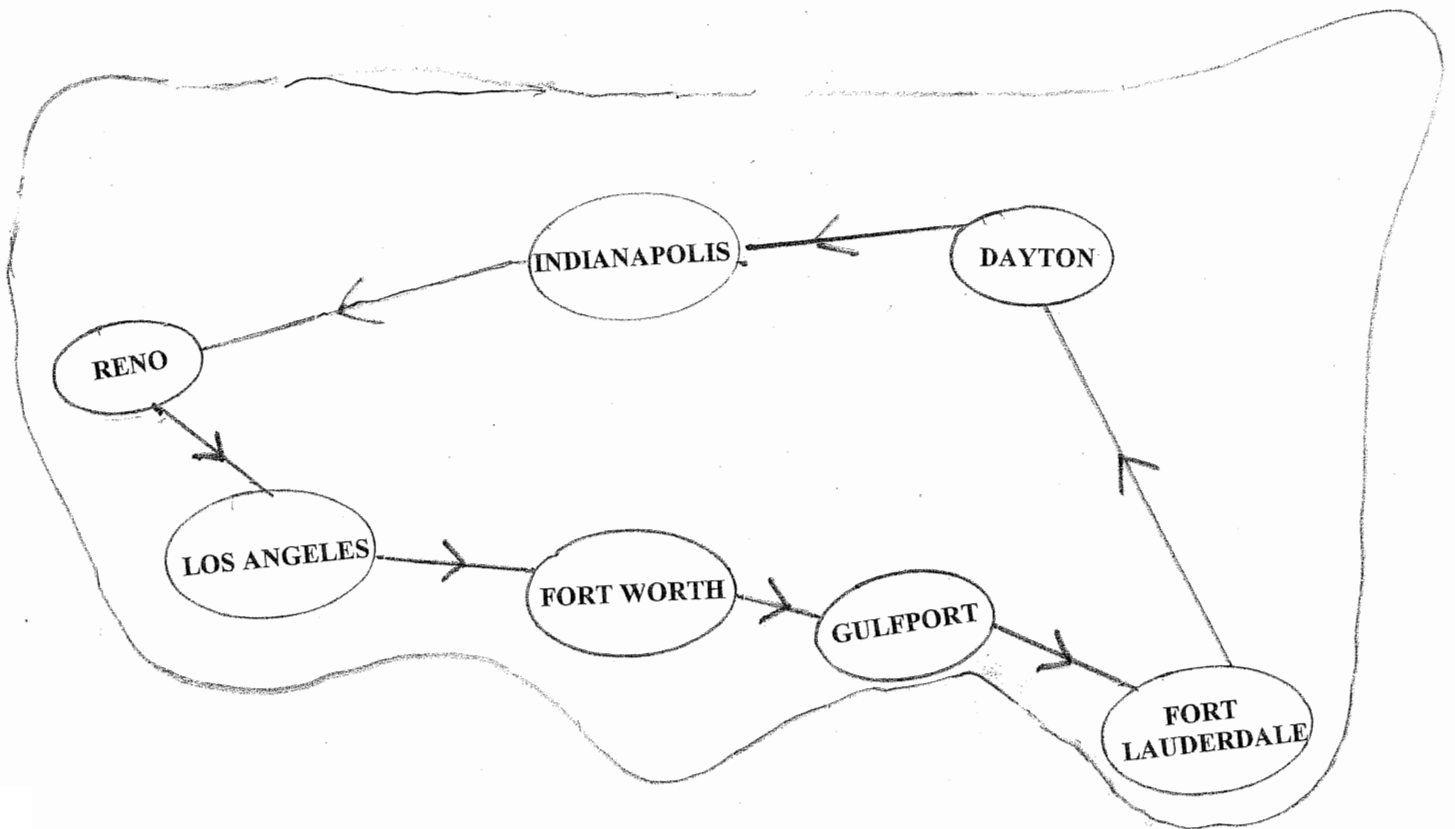 INDIANAPOLIS
DAYTON
RENO
LOS ANGELES
FORT WORTH
GULFPORT
FORT
LAUDERDALE